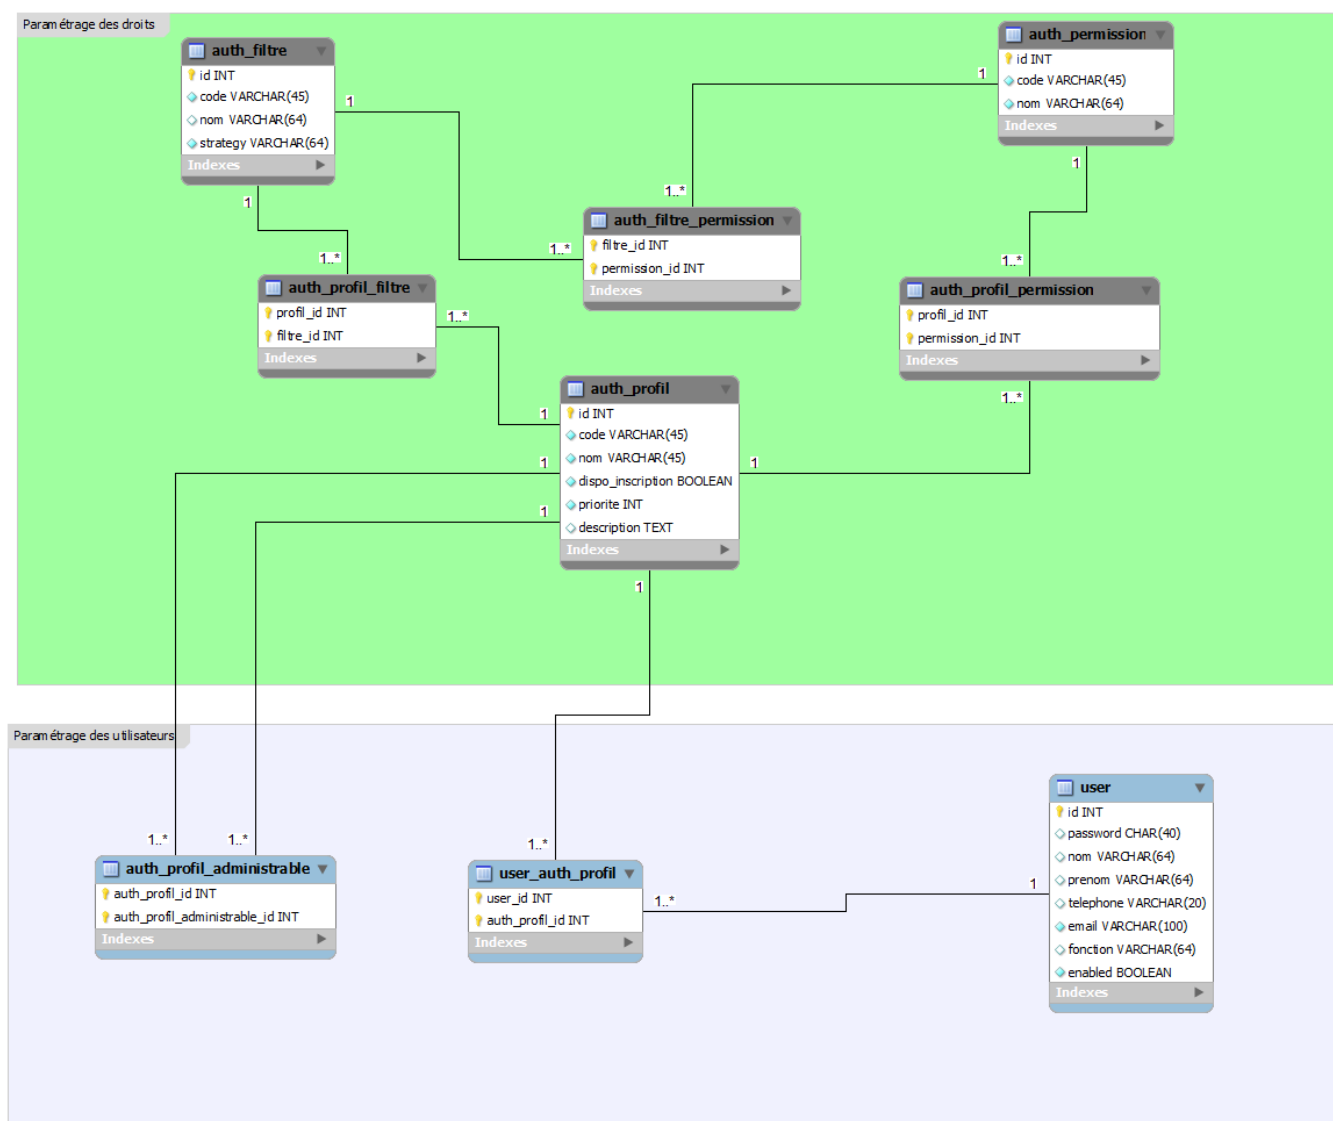 Paramétrage des droits
auth_filtre
id INT
code VARCHAR(45)
nom VARCHAR(64)
strategy VARCHAR(64)
Indexes
auth_permission
id INT
code VARCHAR(45)
nom VARCHAR(64)
Indexes
1
1
1
1
1..*
auth_filtre_permission
filtre_id INT
permission_id INT
Indexes
1..*
1..*
1..*
auth_profil_filtre
profil_id INT
filtre_id INT
Indexes
auth_profil_permission
profil_id INT
permission_id INT
Indexes
1..*
1..*
auth_profil
id INT
code VARCHAR(45)
nom VARCHAR(45)
dispo_inscription BOOLEAN
priorite INT
description TEXT
Indexes
1
1
1
1
1
Paramétrage des utilisateurs
1..*
1..*
1..*
auth_profil_administrable
auth_profil_id INT
auth_profil_administrable_id INT
Indexes
user_auth_profil
user_id INT
auth_profil_id INT
Indexes
1..*
1
user
id INT
password CHAR(40)
nom VARCHAR(64)
prenom VARCHAR(64)
telephone VARCHAR(20)
email VARCHAR(100)
fonction VARCHAR(64)
enabled BOOLEAN
Indexes